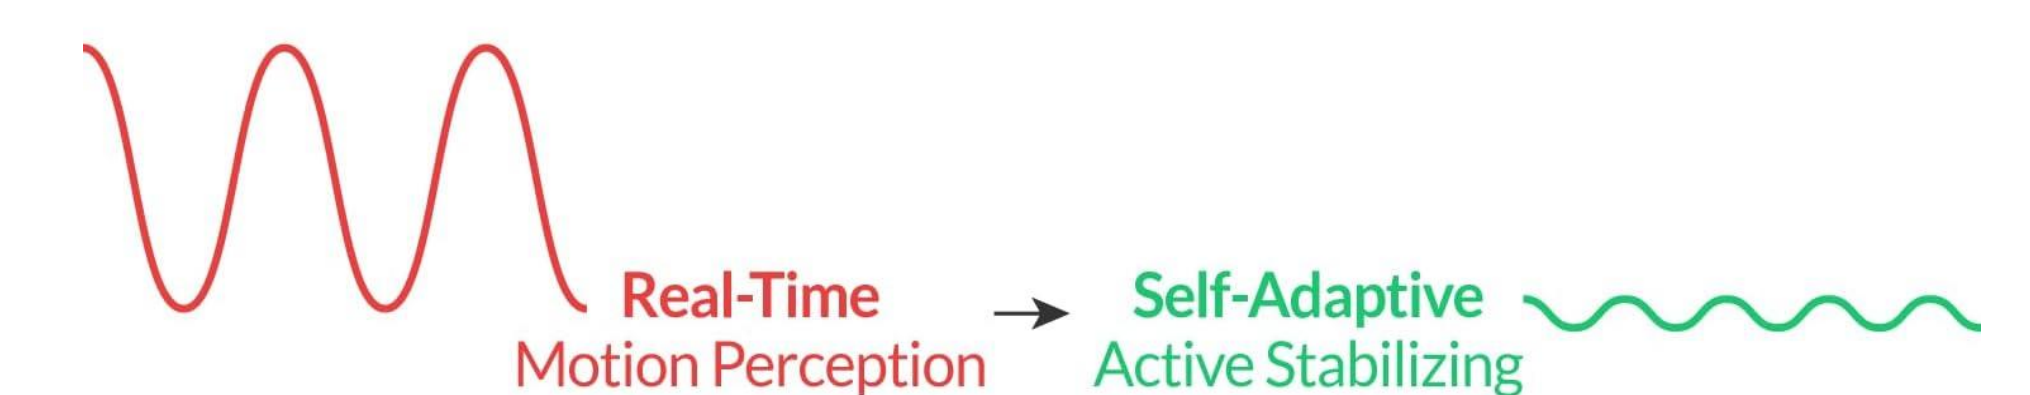 Real-Time
Motion Perception
Self-Adaptive
Active Stabilizing